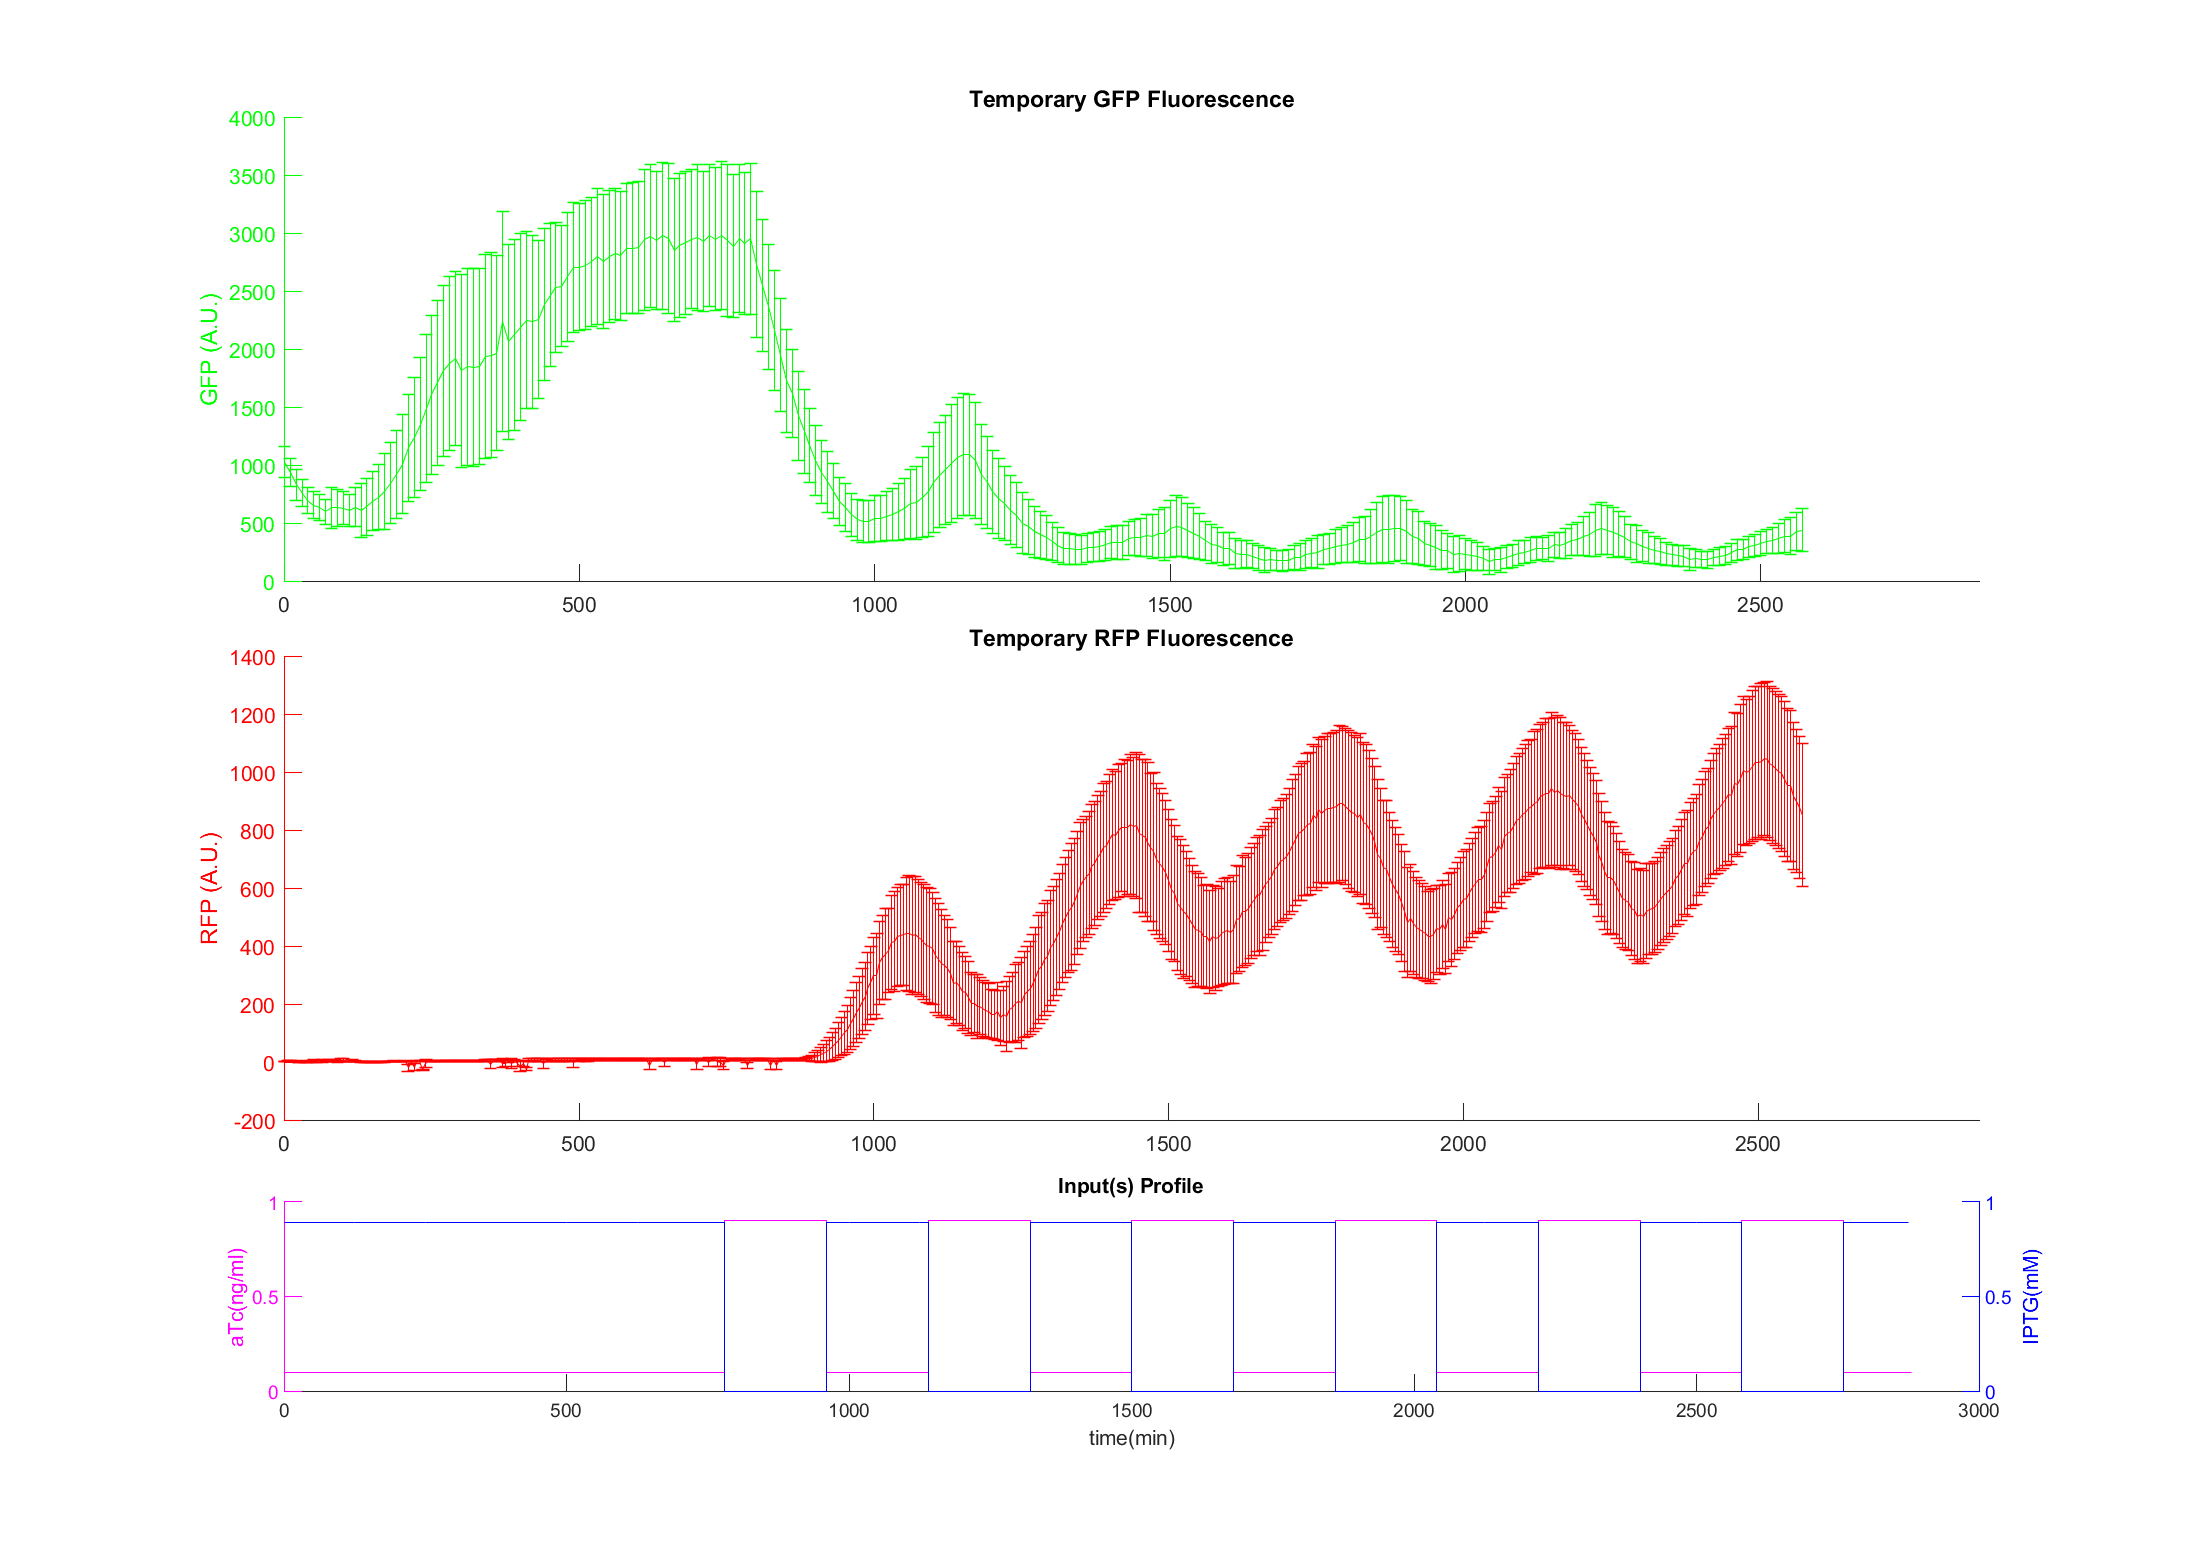 Temporary GFP Fluorescence
4000
3500
3000
2500
2000
1500
1000
500
0
GFP (A.U.)
0 500 1000 1500 2000 2500
Temporary RFP Fluorescence
1400
1200
1000
800
600
400
200
0
-200
RFP (A.U.)
0 500 1000 1500 2000 2500
Input(s) Profile
1 1
0.5 0.5
0 0
aTc(ng/ml)
IPTG(mM)
0 500 1000 1500 2000 2500 3000
time(min)